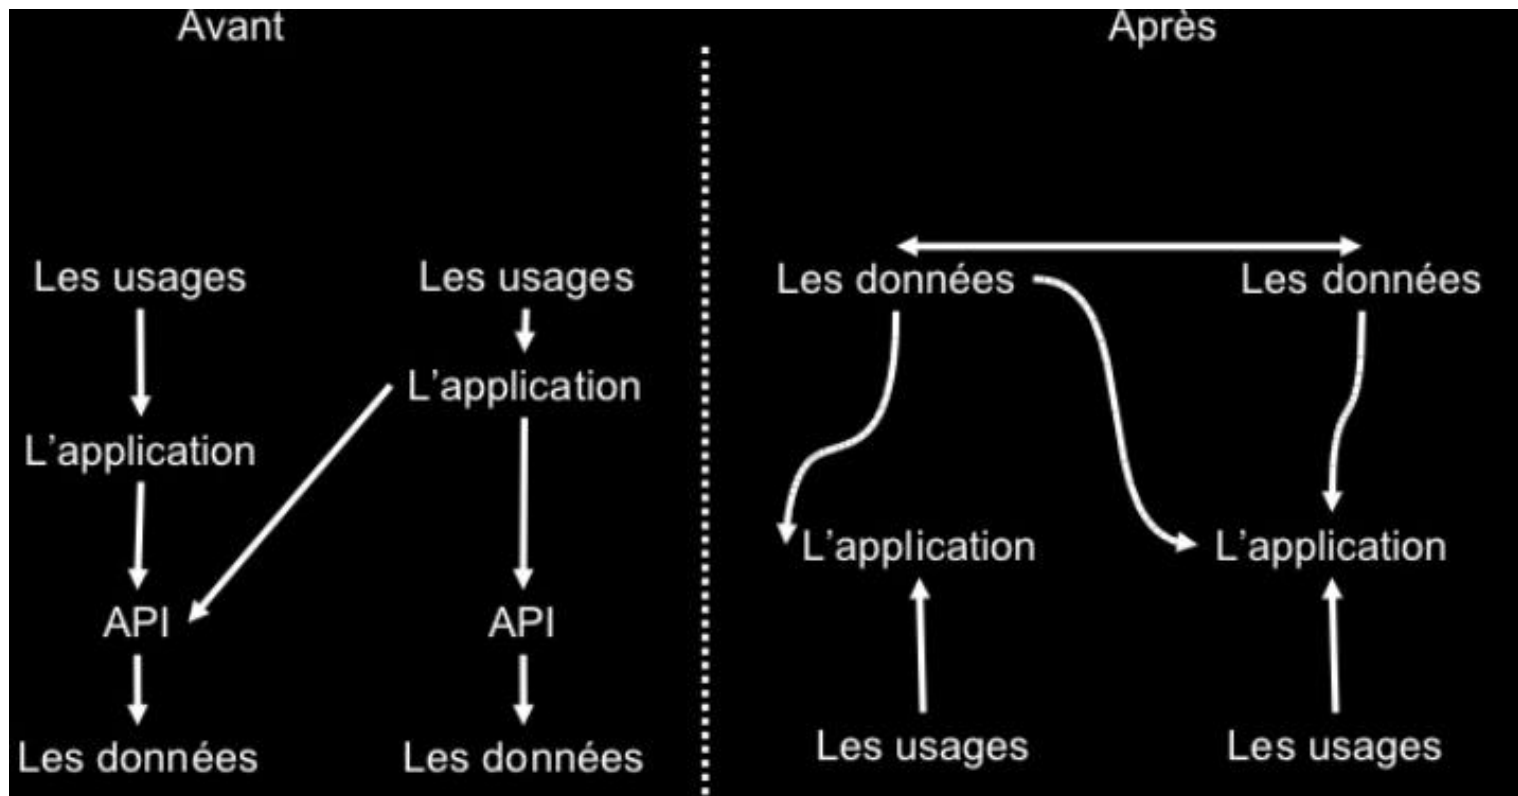 Avant
Après
Les usages
Les usages
L'application
L'application
API
API
Les données
Les données
Les données
Les données
L'application
L'application
Les usages
Les usages